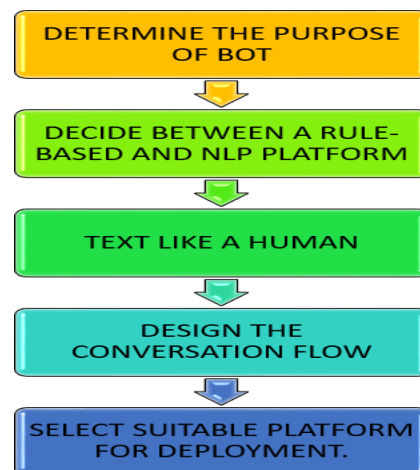 DETERMINE THE PURPOSE
OF BOT
DECIDE BETWEEN A RULE-
BASED AND NLP PLATFORM
TEXT LIKE A HUMAN
DESIGN THE
CONVERSATION FLOW
SELECT SUITABLE PLATFORM
FOR DEPLOYMENT.